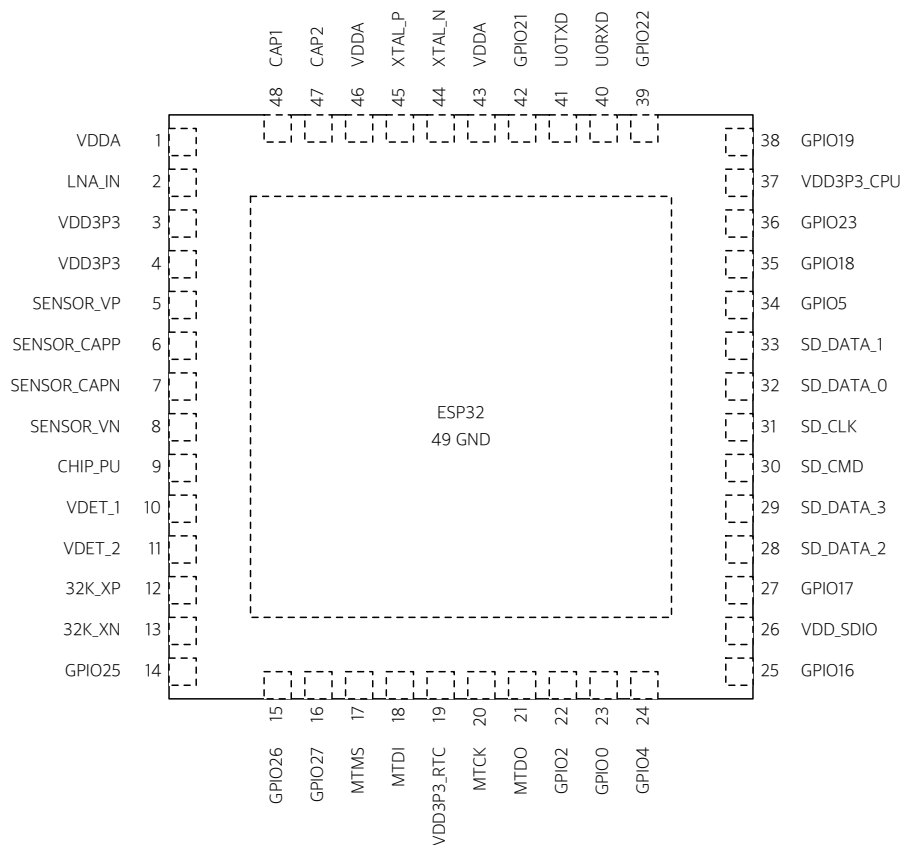 CAP1
CAP2
VDDA
XTAL_P
XTAL_N
VDDA
GPIO21
U0TXD
U0RXD
GPIO22
48
47
46
45
44
43
42
41
40
39
VDDA 1
LNA_IN 2
VDD3P3 3
VDD3P3 4
SENSOR_VP 5
SENSOR_CAPP 6
SENSOR_CAPN 7
SENSOR_VN 8
CHIP_PU 9
VDET_1 10
VDET_2 11
32K_XP 12
32K_XN 13
GPIO25 14
ESP32
49 GND
38 GPIO19
37 VDD3P3_CPU
36 GPIO23
35 GPIO18
34 GPIO5
33 SD_DATA_1
32 SD_DATA_0
31 SD_CLK
30 SD_CMD
29 SD_DATA_3
28 SD_DATA_2
27 GPIO17
26 VDD_SDIO
25 GPIO16
15
16
17
18
19
20
21
22
23
24
GPIO26
GPIO27
MTMS
MTDI
VDD3P3_RTC
MTCK
MTDO
GPIO2
GPIO0
GPIO4